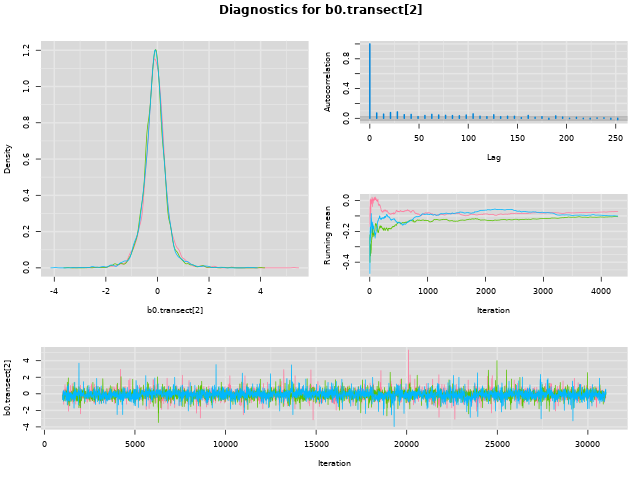 Diagnostics for b0.transect[2]
Density
0.0 0.2 0.4 0.6 0.8 1.0 1.2
-4 -2 0 2 4
b0.transect[2]
Autocorrelation
0.0 0.4 0.8
0 50 100 150 200 250
Lag
Running mean
-0.4 -0.2 0.0
0 1000 2000 3000 4000
Iteration
b0.transect[2]
-4 -2 0 2 4
0 5000 10000 15000 20000 25000 30000
Iteration